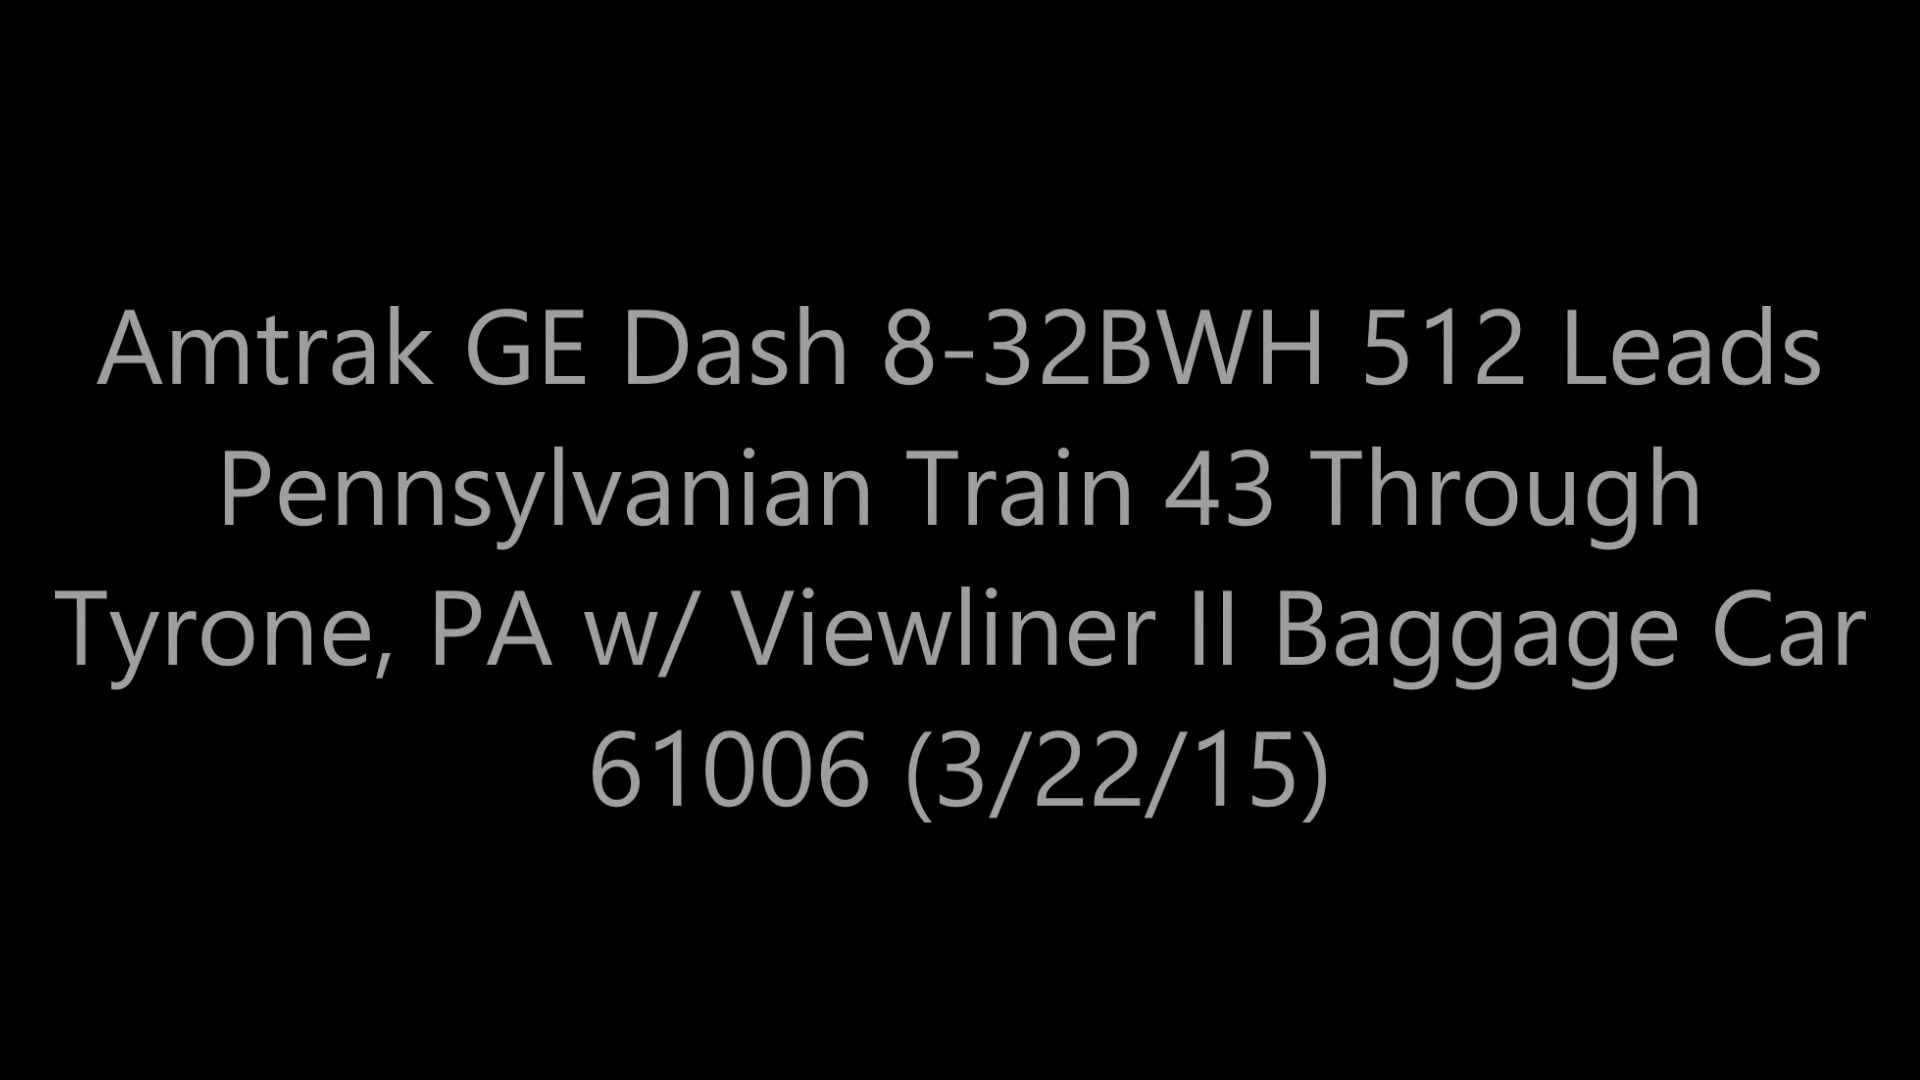 Amtrak GE Dash 8-32BWH 512 Leads
Pennsylvanian Train 43 Through
Tyrone, PA w/ Viewliner II Baggage Car
61006 (3/22/15)